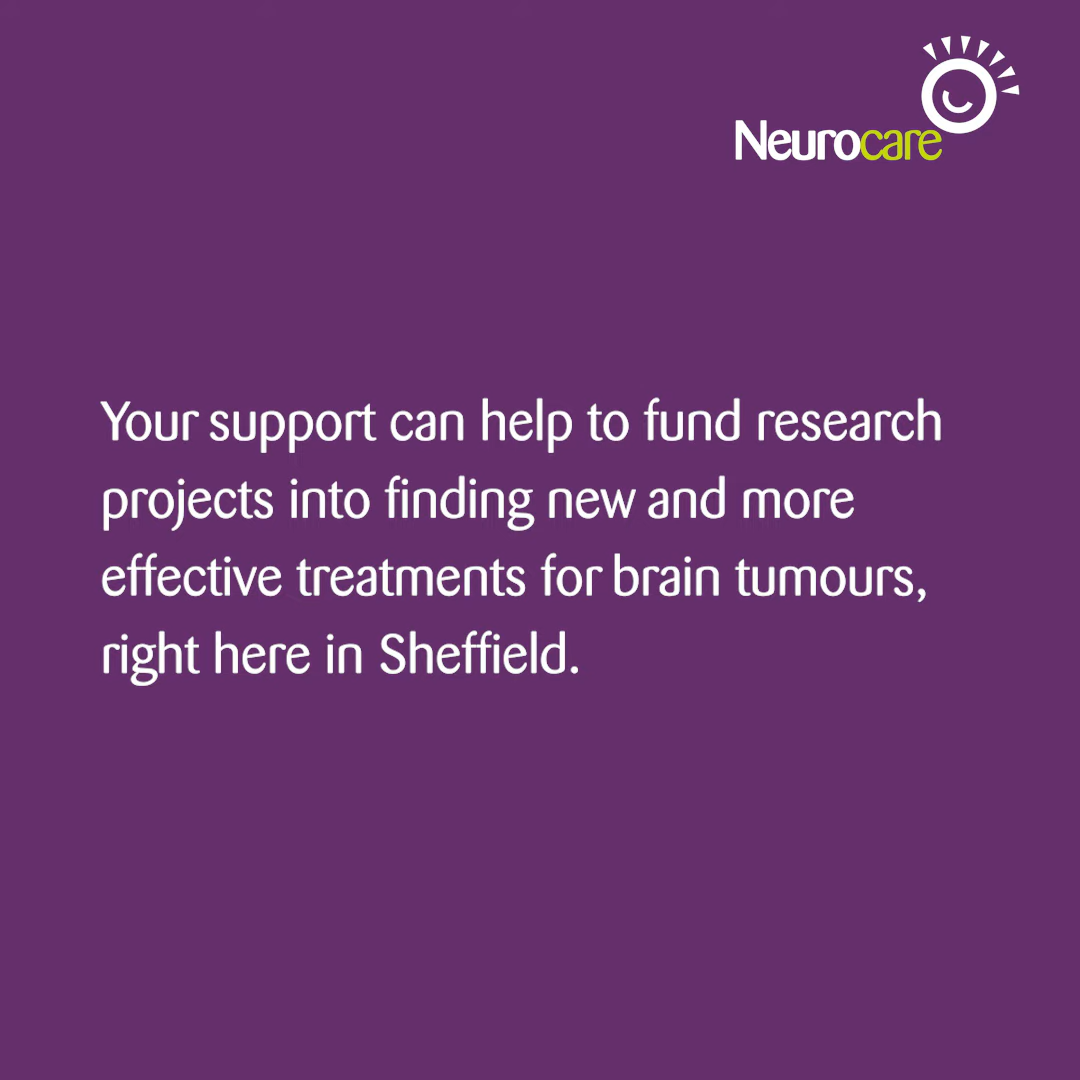 Neurocare
Your support can help to fund research
projects into finding new and more
effective treatments for brain tumours,
right here in Sheffield.